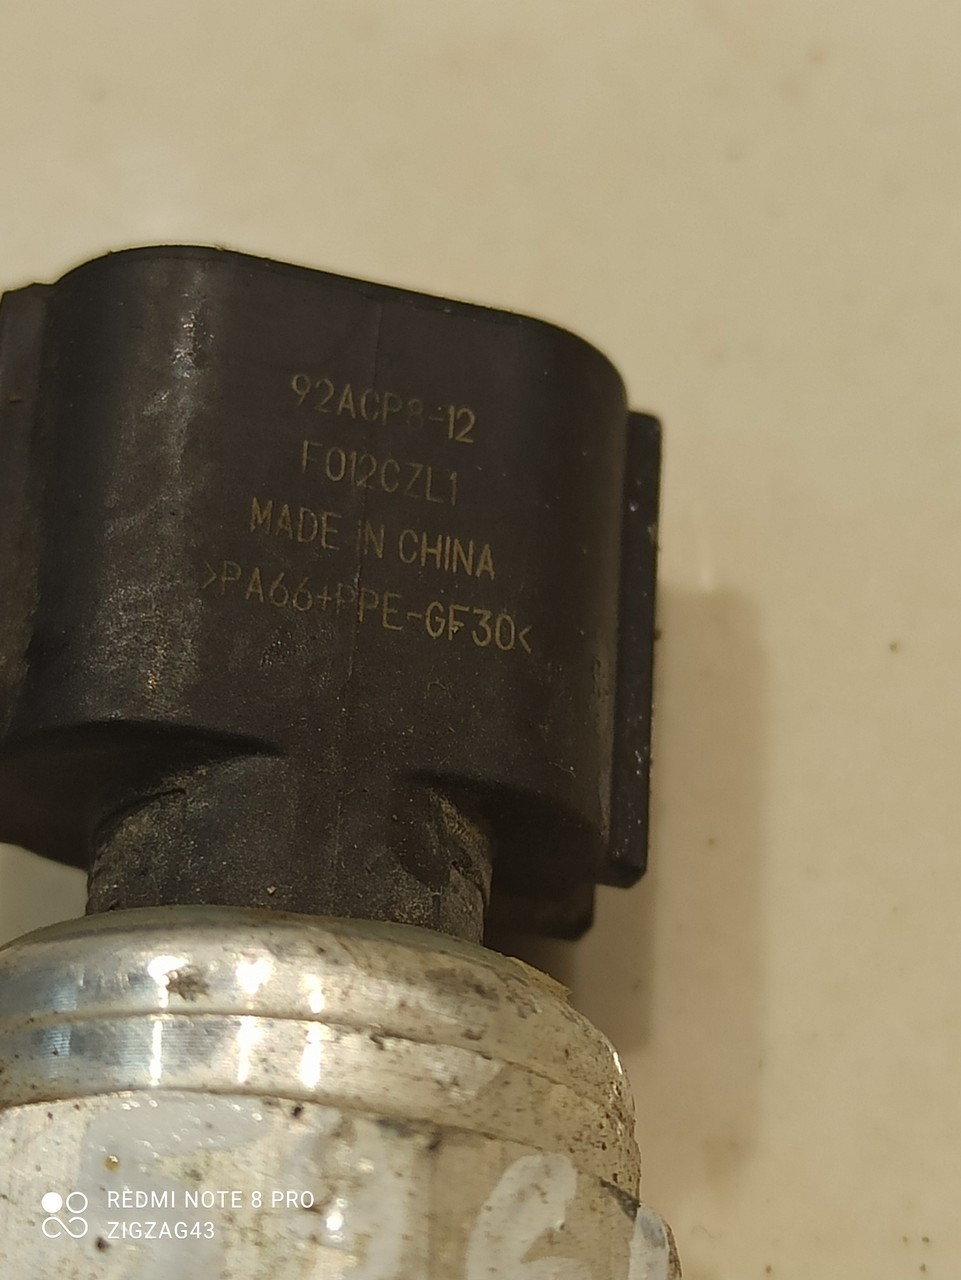 92ACP8-12
F012CZL1
MADE IN CHINA
>PA66+PPE-GF30<
REDMI NOTE 8 PRO
ZIGZAG43